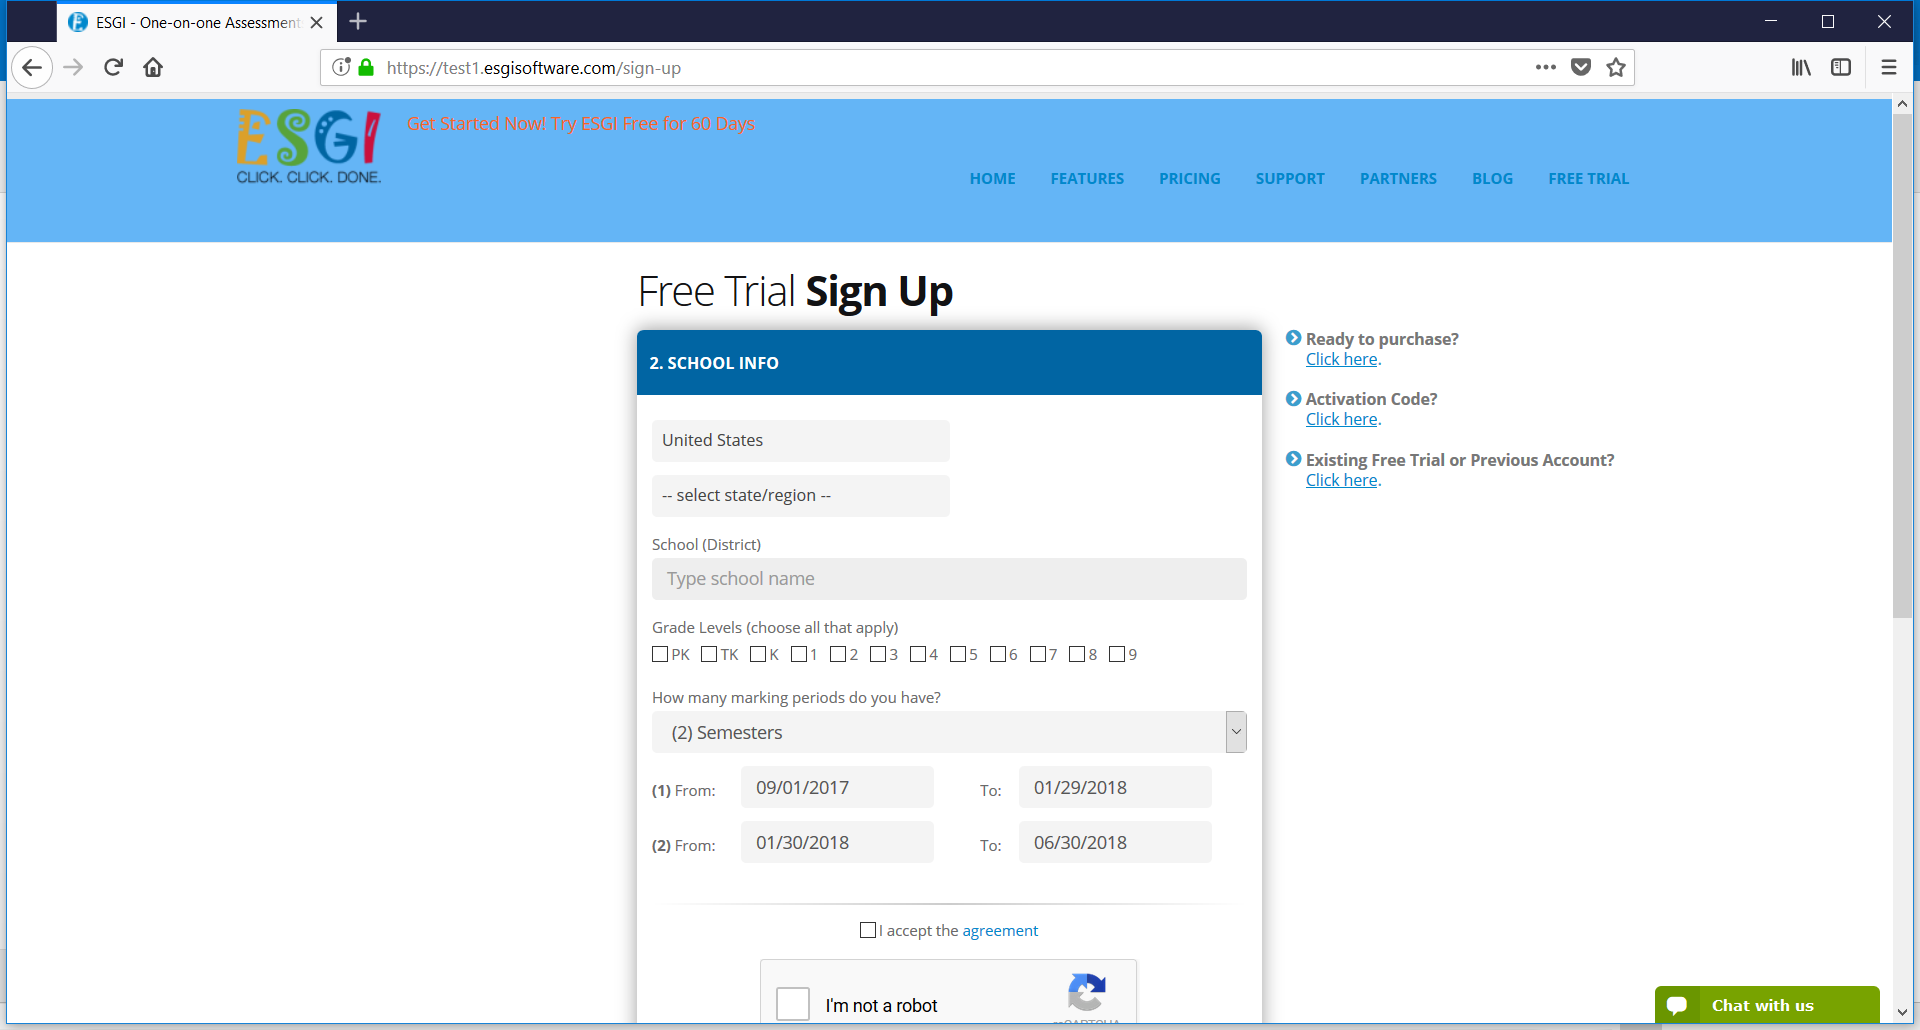 ESGI - One-on-one Assessment
https://test1.esgisoftware.com/sign-up
ESGI
CLICK. CLICK. DONE.
Get Started Now! Try ESGI Free for 60 Days
HOME FEATURES PRICING SUPPORT PARTNERS BLOG FREE TRIAL
Free Trial Sign Up
2. SCHOOL INFO
United States
-- select state/region --
School (District)
Type school name
Grade Levels (choose all that apply)
PK TK K 1 2 3 4 5 6 7 8 9
How many marking periods do you have?
(2) Semesters
(1) From: 09/01/2017 To: 01/29/2018
(2) From: 01/30/2018 To: 06/30/2018
I accept the agreement
I'm not a robot
Ready to purchase?
Click here.
Activation Code?
Click here.
Existing Free Trial or Previous Account?
Click here.
Chat with us